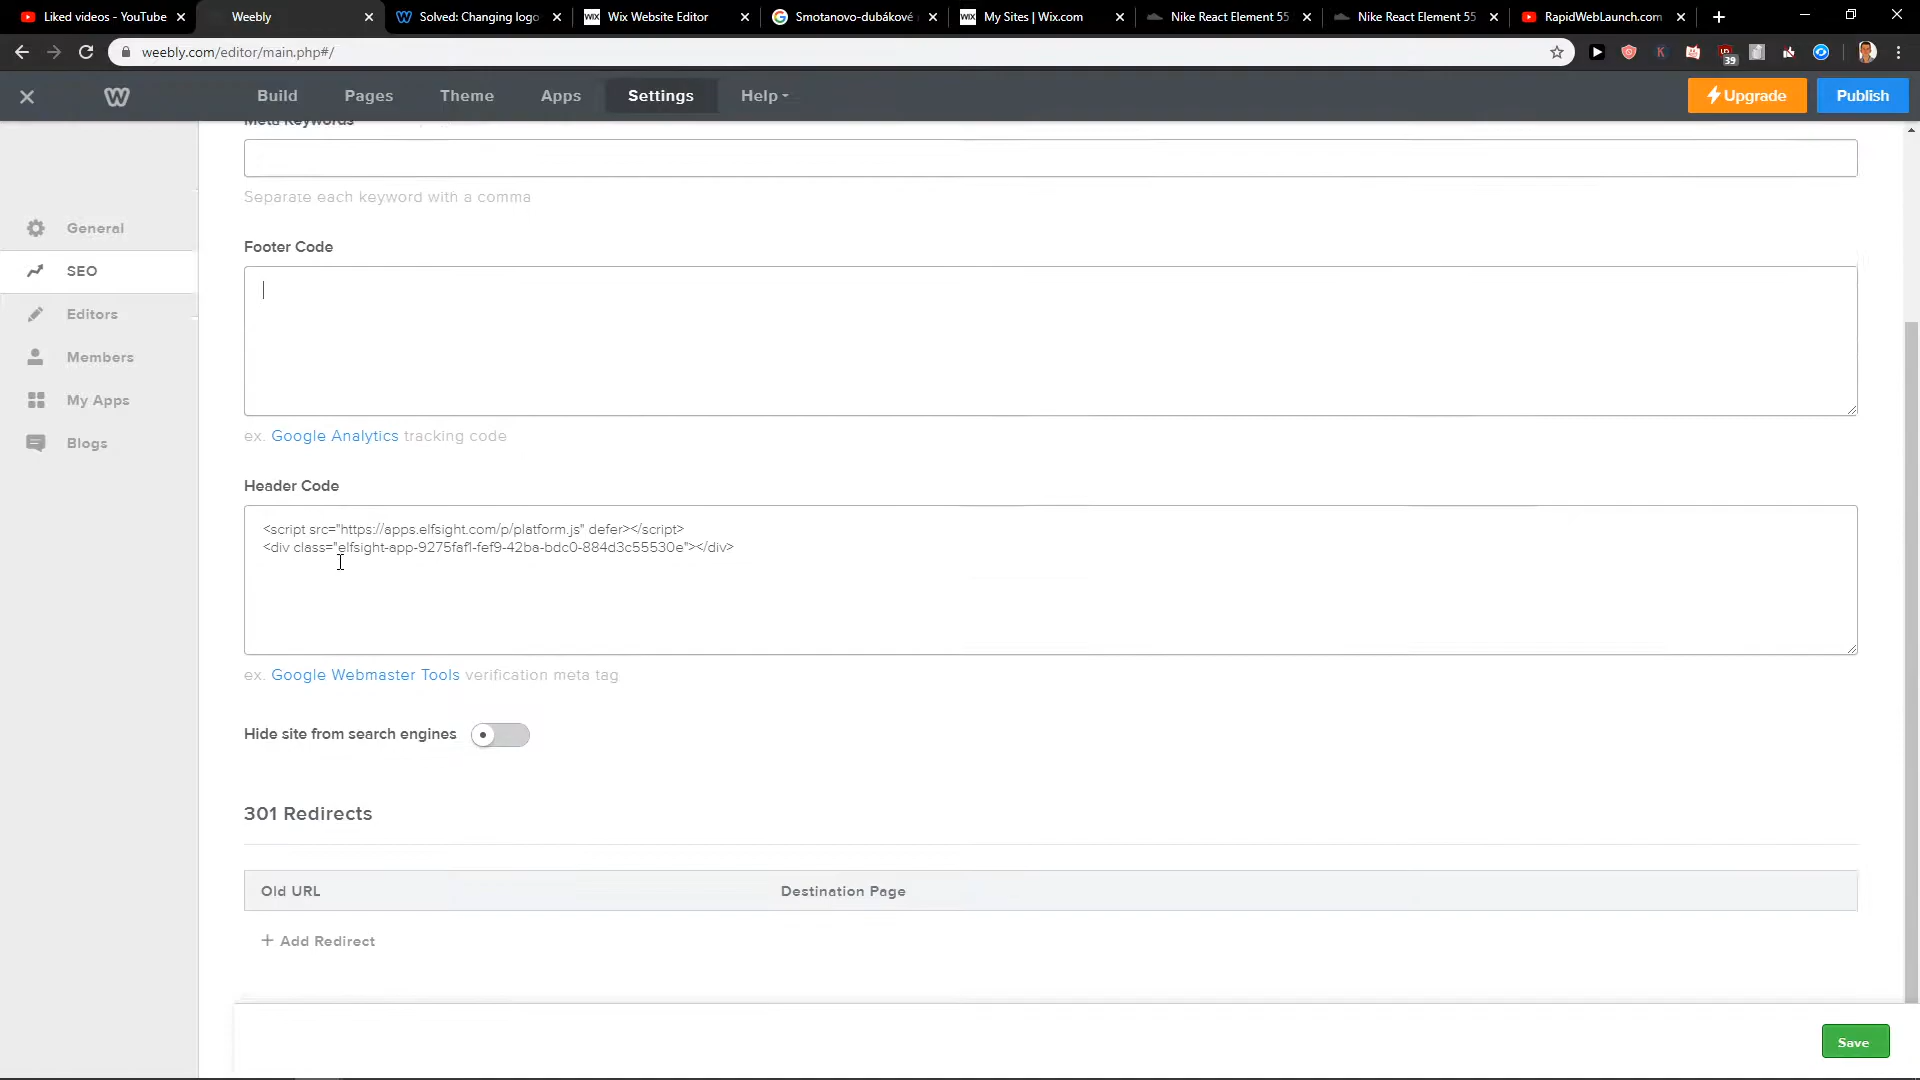 Liked videos - YouTube
Weebly
Solved: Changing logo
Wix Website Editor
Smotanovo-dubákové
My Sites | Wix.com
Nike React Element 55
Nike React Element 55
RapidWebLaunch.com
weebly.com/editor/main.php#/
39
Build
Pages
Theme
Apps
Settings
Help
Upgrade
Publish
Meta Keywords
Separate each keyword with a comma
General
SEO
Editors
Members
My Apps
Blogs
Footer Code
ex. Google Analytics tracking code
Header Code
<script src="https://apps.elfsight.com/p/platform.js" defer></script>
<div class="elfsight-app-9275faf1-fef9-42ba-bdc0-884d3c55530e"></div>
ex. Google Webmaster Tools verification meta tag
Hide site from search engines
301 Redirects
Old URL
Destination Page
+ Add Redirect
Save